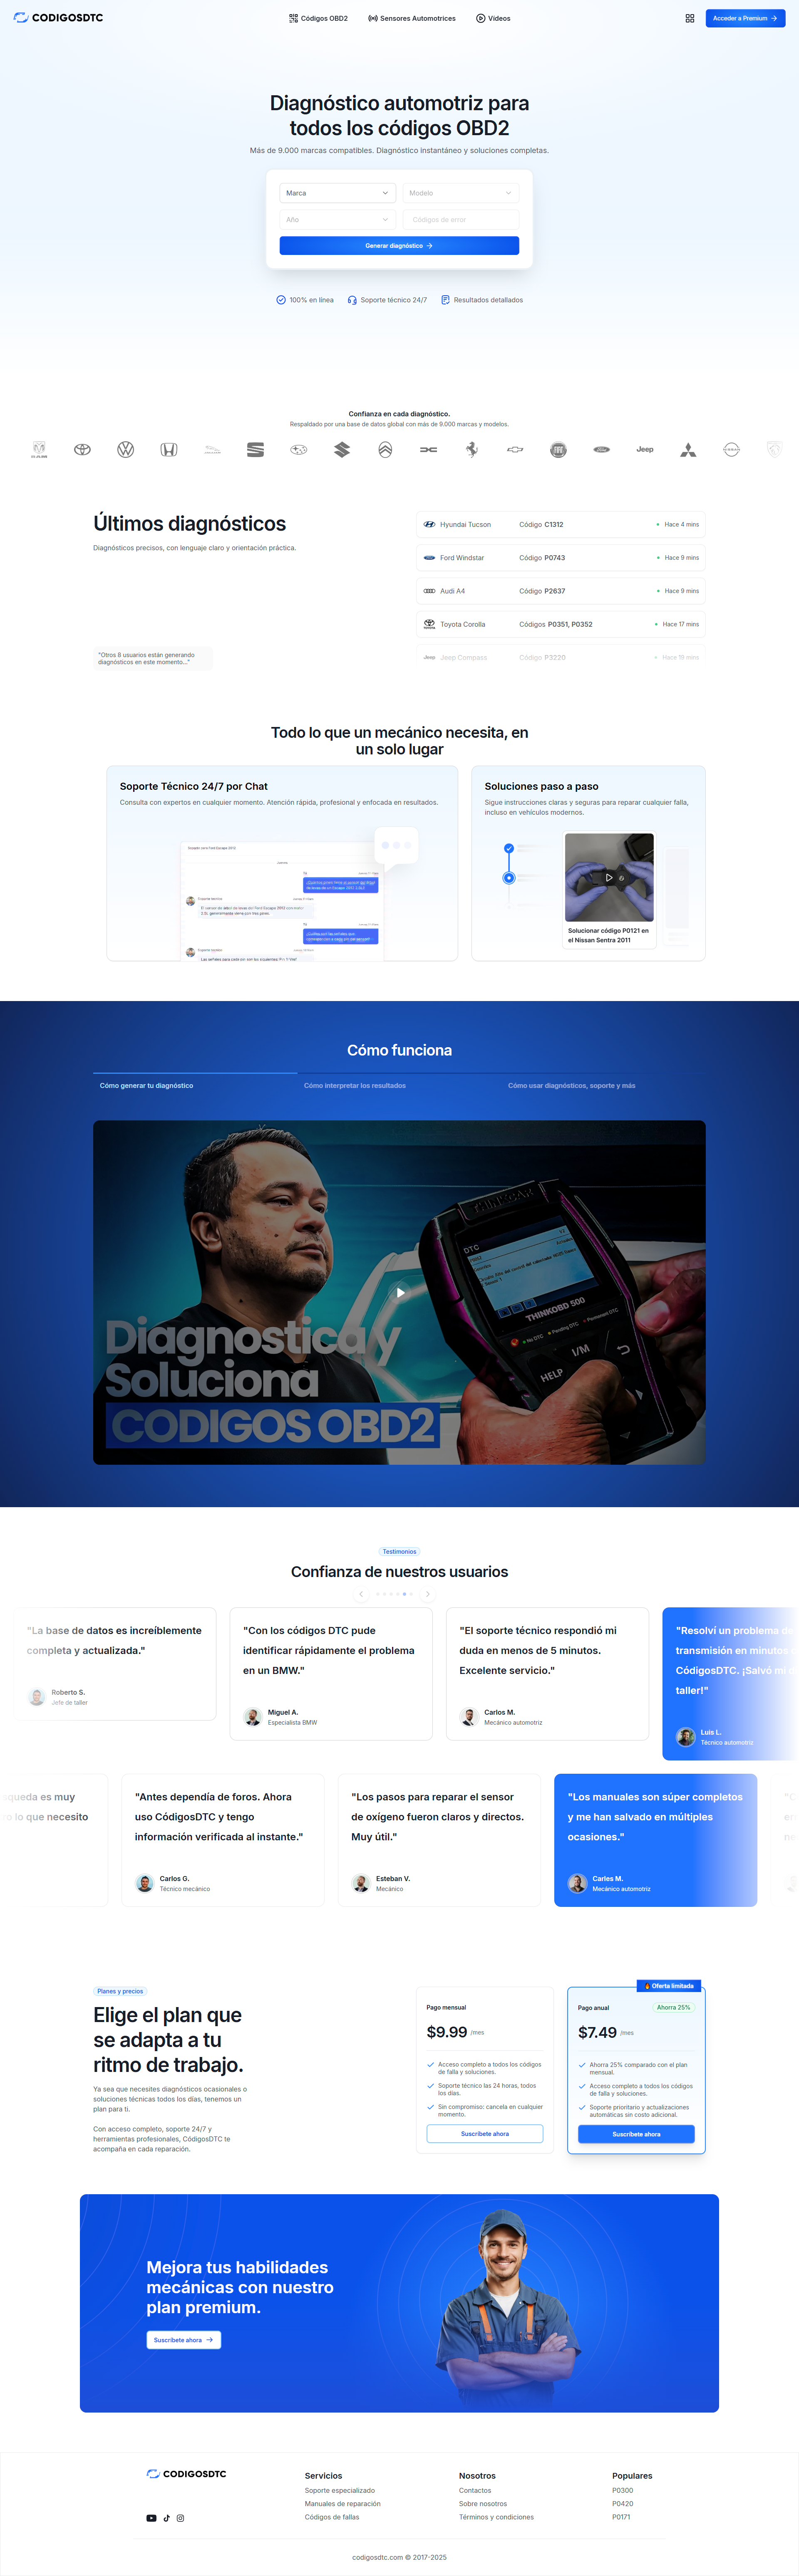 CODIGOSDTC
Códigos OBD2
Sensores Automotrices
Videos
Acceder a Premium
Diagnóstico automotriz para
todos los códigos OBD2
Más de 9.000 marcas compatibles. Diagnóstico instantáneo y soluciones completas.
Marca
Modelo
Año
Códigos de error
Generar diagnóstico
100% en línea
Soporte técnico 24/7
Resultados detallados
Confianza en cada diagnóstico.
Respaldado por una base de datos global con más de 9.000 marcas y modelos.
Jeep
Últimos diagnósticos
Diagnósticos precisos, con lenguaje claro y orientación práctica.
"Otros 8 usuarios están generando
diagnósticos en este momento..."
Hyundai Tucson
Código C1312
Hace 4 mins
Ford Windstar
Código P0743
Hace 9 mins
Audi A4
Código P2637
Hace 9 mins
Toyota Corolla
Códigos P0351, P0352
Hace 17 mins
Jeep Compass
Código P3220
Hace 19 mins
Todo lo que un mecánico necesita, en
un solo lugar
Soporte Técnico 24/7 por Chat
Consulta con expertos en cualquier momento. Atención rápida, profesional y enfocada en resultados.
Soluciones paso a paso
Sigue instrucciones claras y seguras para reparar cualquier falla,
incluso en vehículos modernos.
Solucionar código P0121 en
el Nissan Sentra 2011
Cómo funciona
Cómo generar tu diagnóstico
Cómo interpretar los resultados
Cómo usar diagnósticos, soporte y más
Diagnostica y
Soluciona
CODIGOS OBD2
DTC
THINKOBD 500
No DTC
Pending DTC
Permanent DTC
HELP
I/M
Testimonios
Confianza de nuestros usuarios
"La base de datos es increíblemente
completa y actualizada."
Roberto S.
Jefe de taller
"Con los códigos DTC pude
identificar rápidamente el problema
en un BMW."
Miguel A.
Especialista BMW
"El soporte técnico respondió mi
duda en menos de 5 minutos.
Excelente servicio."
Carlos M.
Mecánico automotriz
"Resolví un problema de
transmisión en minutos
CódigosDTC. ¡Salvó mi
taller!"
Luis L.
Técnico automotriz
squeda es muy
o lo que necesito
"Antes dependía de foros. Ahora
uso CódigosDTC y tengo
información verificada al instante."
Carlos G.
Técnico mecánico
"Los pasos para reparar el sensor
de oxígeno fueron claros y directos.
Muy útil."
Esteban V.
Mecánico
"Los manuales son súper completos
y me han salvado en múltiples
ocasiones."
Carles M.
Mecánico automotriz
Planes y precios
Elige el plan que
se adapta a tu
ritmo de trabajo.
Ya sea que necesites diagnósticos ocasionales o
soluciones técnicas todos los días, tenemos un
plan para ti.
Con acceso completo, soporte 24/7 y
herramientas profesionales, CódigosDTC te
acompaña en cada reparación.
Pago mensual
$9.99 /mes
Acceso completo a todos los códigos
de falla y soluciones.
Soporte técnico las 24 horas, todos
los días.
Sin compromiso: cancela en cualquier
momento.
Suscríbete ahora
Oferta limitada
Pago anual
Ahorra 25%
$7.49 /mes
Ahorra 25% comparado con el plan
mensual.
Acceso completo a todos los códigos
de falla y soluciones.
Soporte prioritario y actualizaciones
automáticas sin costo adicional.
Suscríbete ahora
Mejora tus habilidades
mecánicas con nuestro
plan premium.
Suscríbete ahora
CODIGOSDTC
Servicios
Soporte especializado
Manuales de reparación
Códigos de fallas
Nosotros
Contactos
Sobre nosotros
Términos y condiciones
Populares
P0300
P0420
P0171
codigosdtc.com © 2017-2025